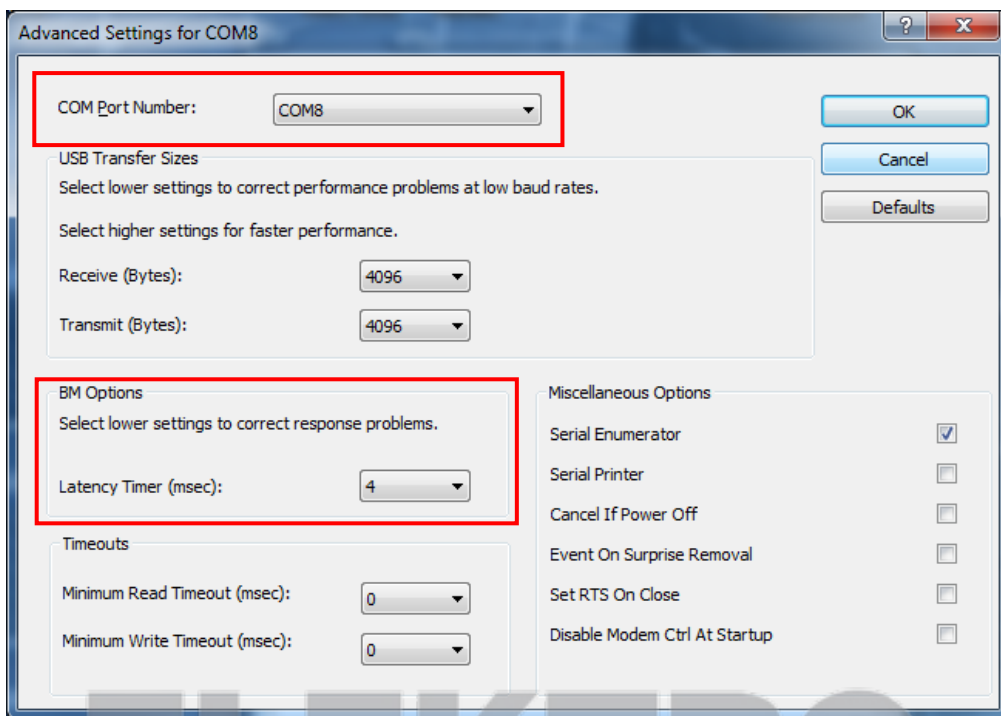 Advanced Settings for COM8
COM Port Number: COM8
OK
USB Transfer Sizes
Cancel
Select lower settings to correct performance problems at low baud rates.
Defaults
Select higher settings for faster performance.
Receive (Bytes): 4096
Transmit (Bytes): 4096
BM Options
Select lower settings to correct response problems.
Latency Timer (msec): 4
Timeouts
Minimum Read Timeout (msec): 0
Minimum Write Timeout (msec): 0
Miscellaneous Options
Serial Enumerator
Serial Printer
Cancel If Power Off
Event On Surprise Removal
Set RTS On Close
Disable Modem Ctrl At Startup